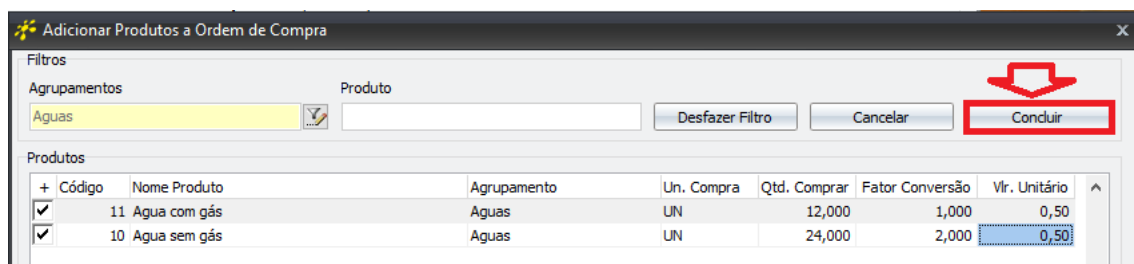 Adicionar Produtos a Ordem de Compra x
Filtros
Agrupamentos Produto
Aguas Desfazer Filtro Cancelar Concluir
Produtos
+ Código Nome Produto Agrupamento Un. Compra Qtd. Comprar Fator Conversão Vlr. Unitário
11 Agua com gás Aguas UN 12,000 1,000 0,50
10 Agua sem gás Aguas UN 24,000 2,000 0,50